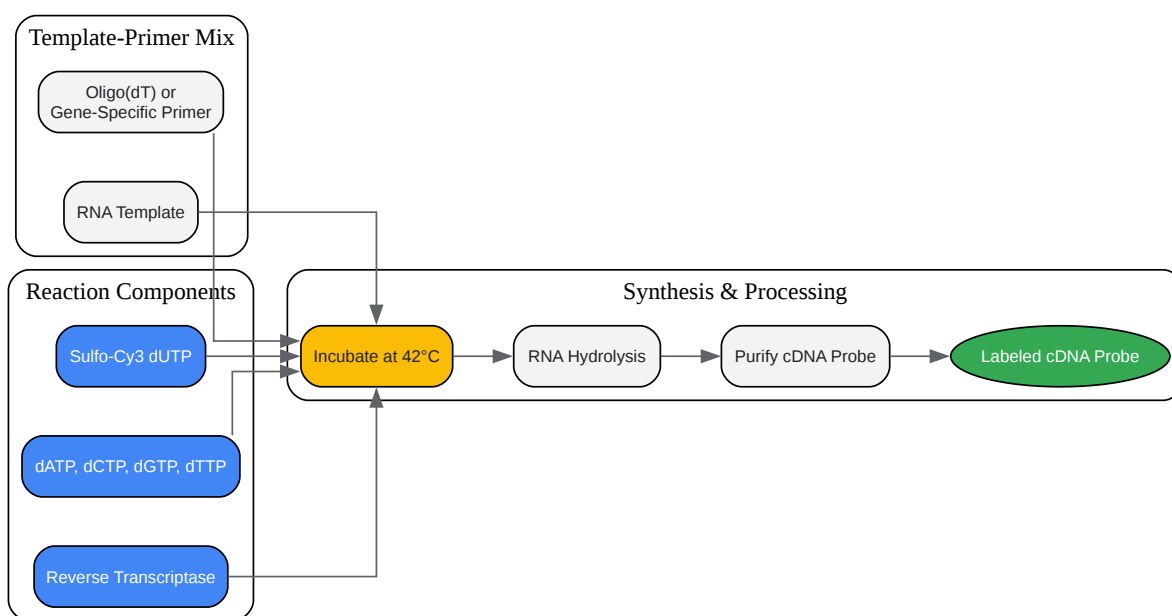 Template-Primer Mix
Oligo(dT) or
Gene-Specific Primer
RNA Template
Reaction Components
Sulfo-Cy3 dUTP
dATP, dCTP, dGTP, dTTP
Reverse Transcriptase
Synthesis & Processing
Incubate at 42°C
RNA Hydrolysis
Purify cDNA Probe
Labeled cDNA Probe